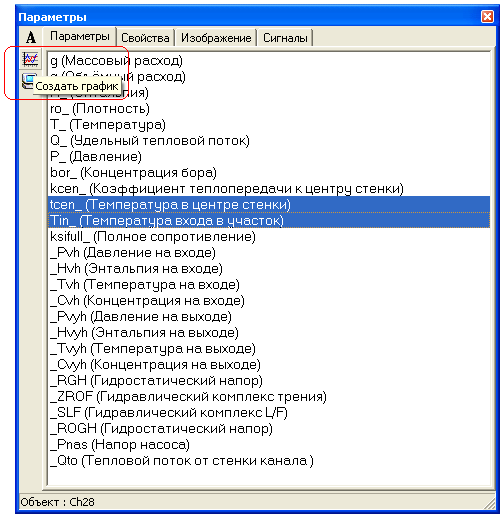 Параметры
А Параметры Свойства Изображение Сигналы
g (Массовый расход)
(Объёмный расход)
Создать график
ro_ (Плотность)
T_ (Температура)
Q_ (Удельный тепловой поток)
P_ (Давление)
bor_ (Концентрация бора)
kcen_ (Коэффициент теплопередачи к центру стенки)
tcen_ (Температура в центре стенки)
Tin_ (Температура входа в участок)
ksifull_ (Полное сопротивление)
_Pvh (Давление на входе)
_Hvh (Энтальпия на входе)
_Tvh (Температура на входе)
_Cvh (Концентрация на входе)
_Pvyh (Давление на выходе)
_Hvyh (Энтальпия на выходе)
_Tvyh (Температура на выходе)
_Cvyh (Концентрация на выходе)
_RGH (Гидростатический напор)
_ZROF (Гидравлический комплекс трения)
_SLF (Гидравлический комплекс L/F)
_ROGH (Гидростатический напор)
_Pnas (Напор насоса)
_Qto (Тепловой поток от стенки канала )
Объект : Ch28